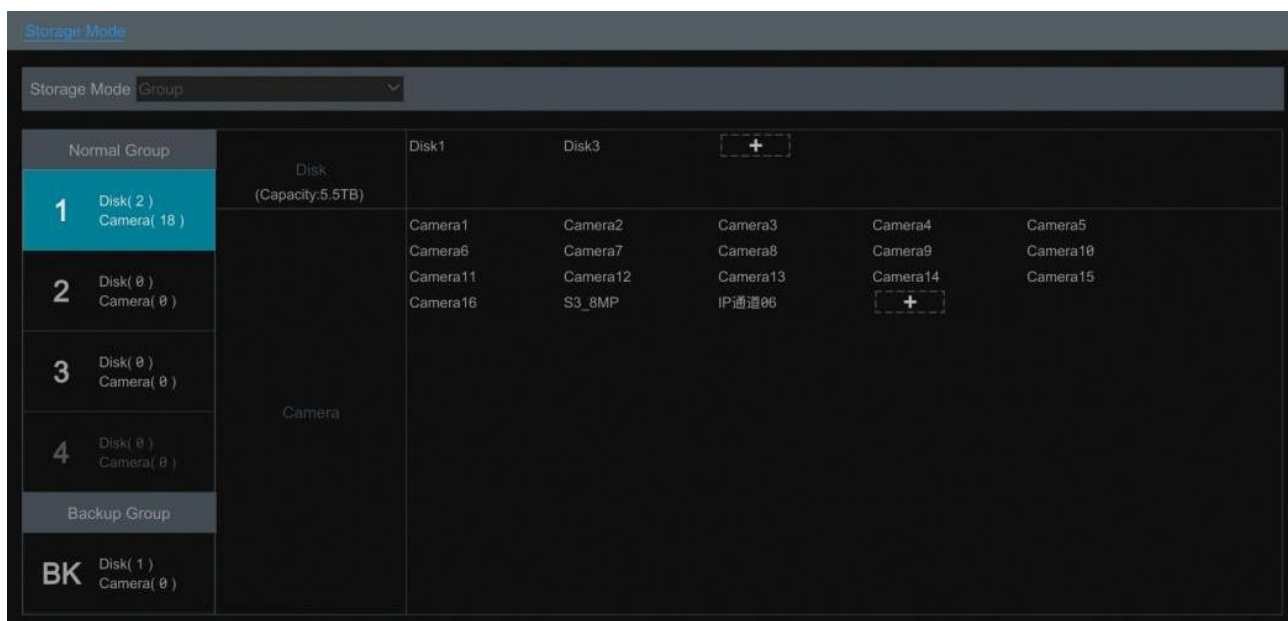 Storage Mode
Storage Mode Group
Normal Group
1 Disk( 2 ) Camera( 18 )
2 Disk( 0 ) Camera( 0 )
3 Disk( 0 ) Camera( 0 )
4 Disk( 0 ) Camera( 0 )
Backup Group
BK Disk( 1 ) Camera( 0 )
Disk
(Capacity:5.5TB)
Disk1 Disk3 +
Camera
Camera1 Camera2 Camera3 Camera4 Camera5
Camera6 Camera7 Camera8 Camera9 Camera10
Camera11 Camera12 Camera13 Camera14 Camera15
Camera16 S3_8MP IP通道06 +